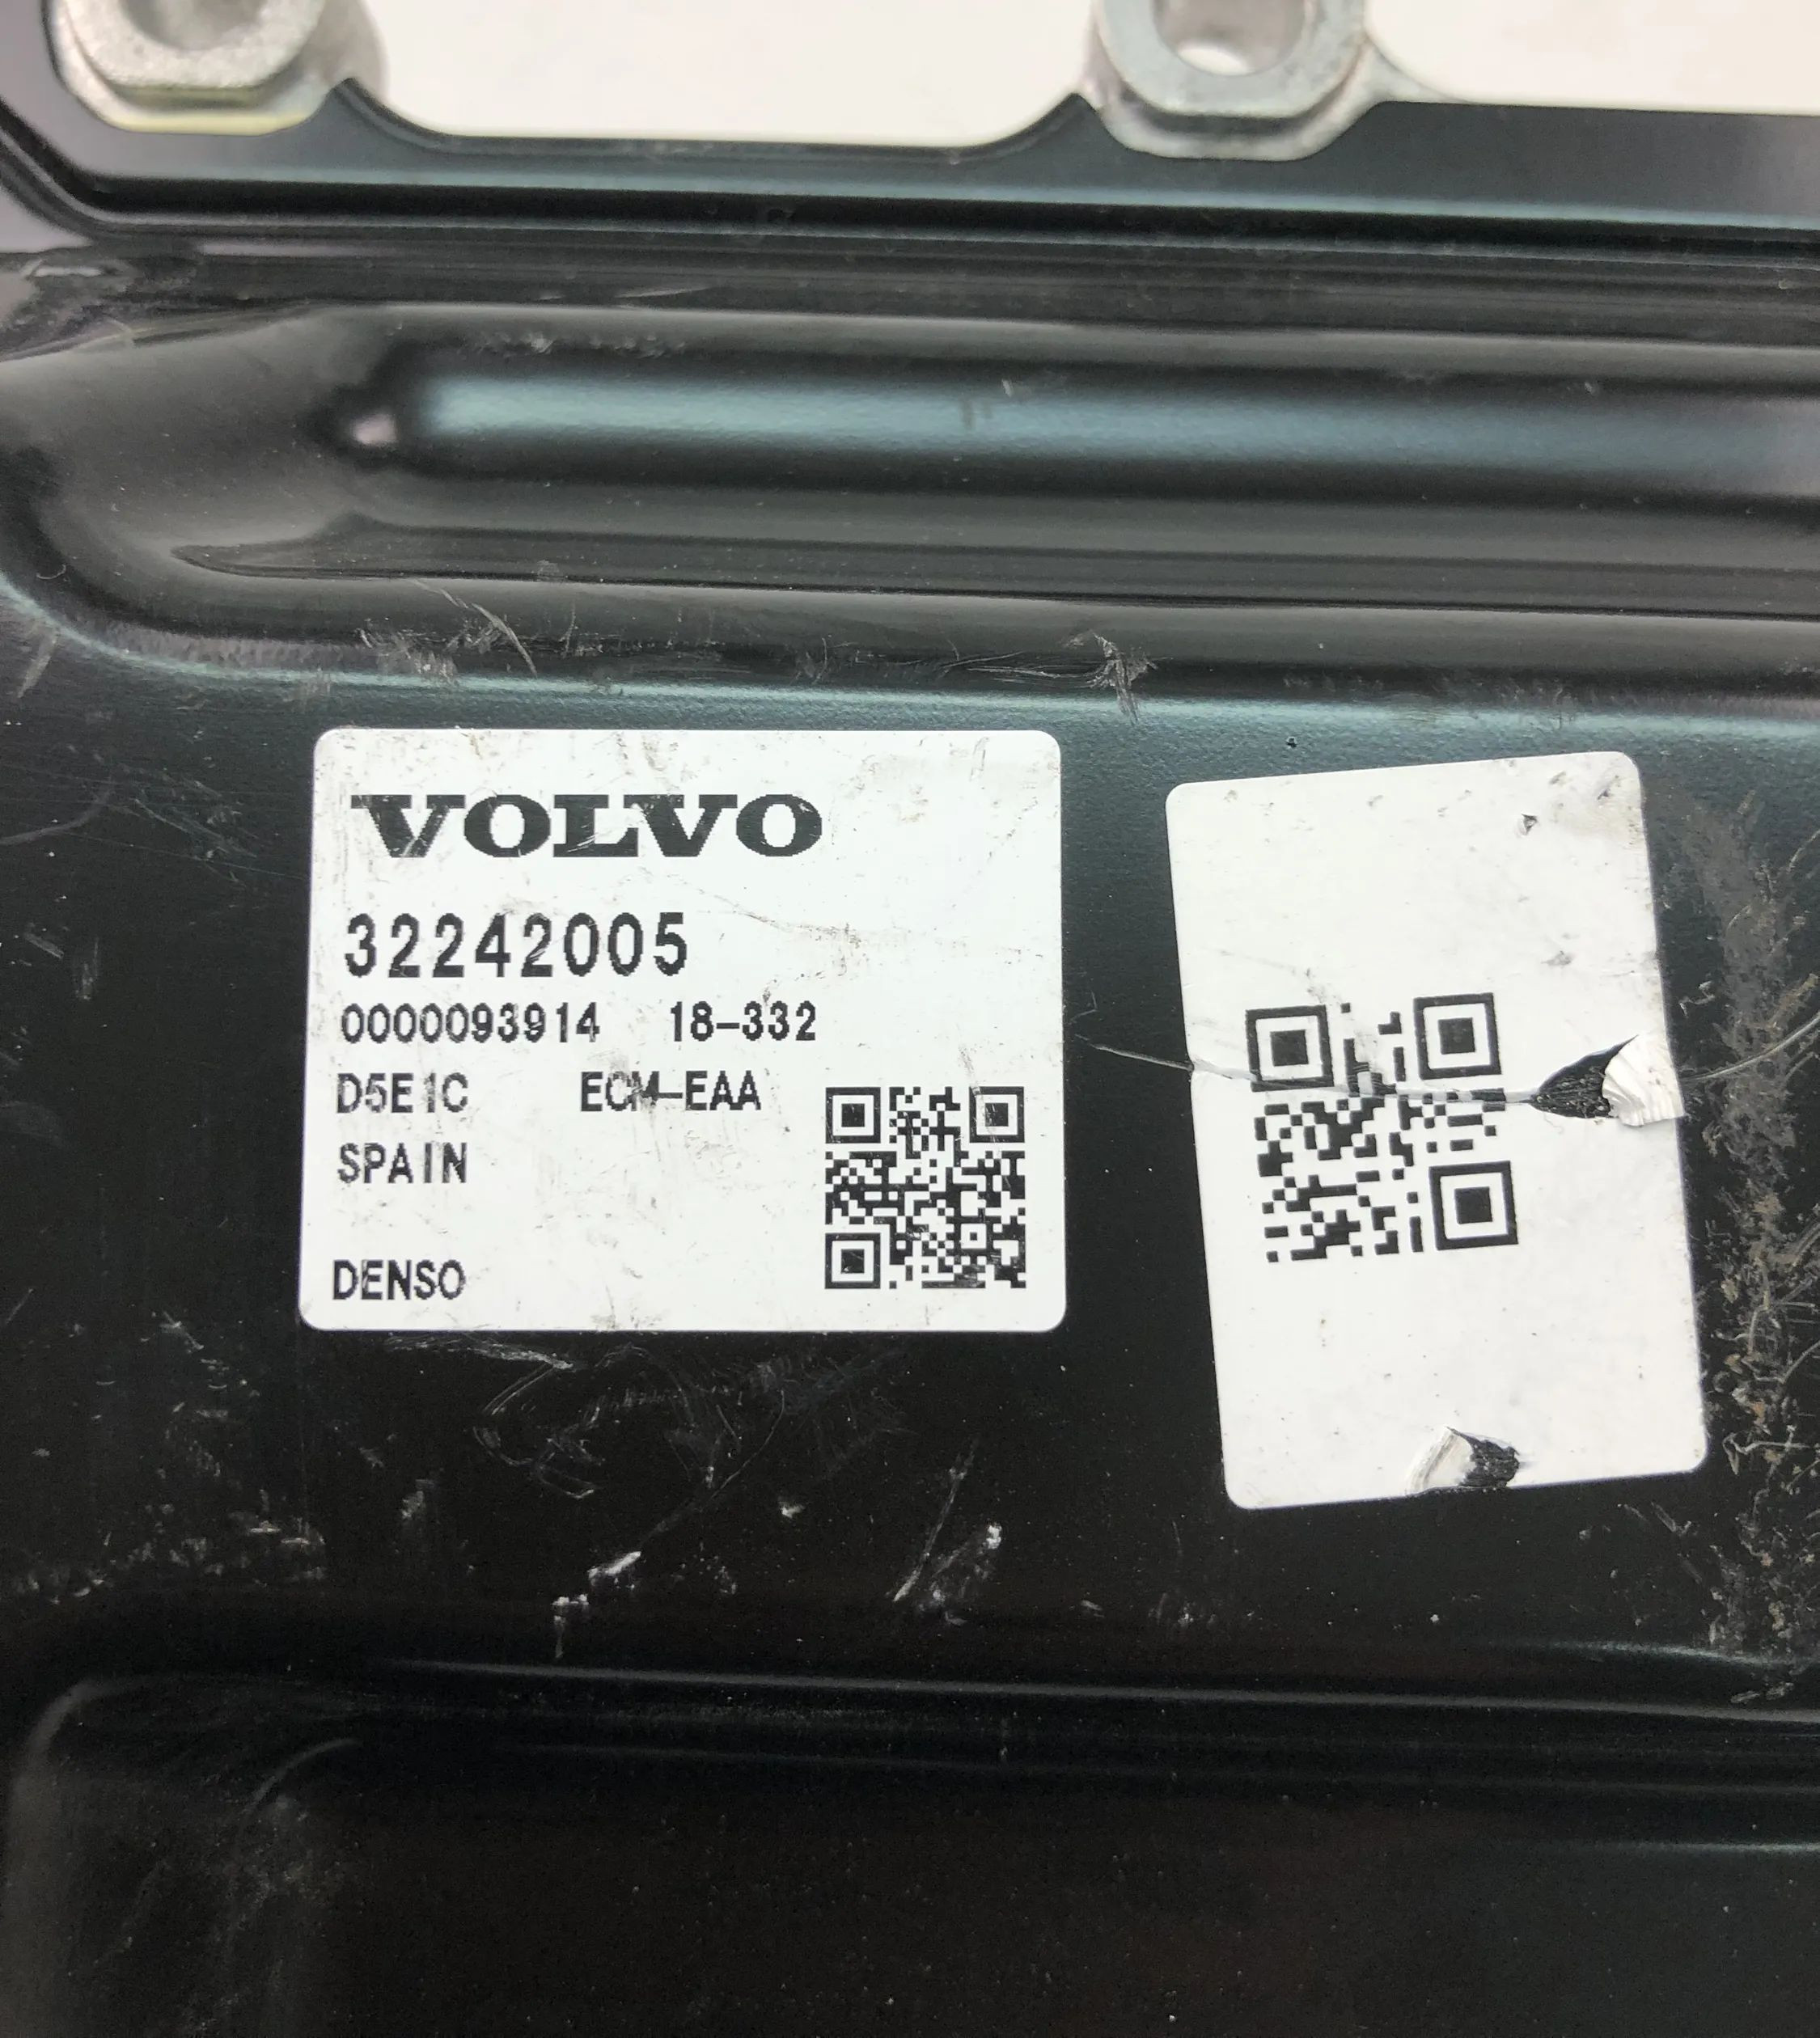 VOLVO
32242005
0000093914 18-332
D5E1C ECM-EAA
SPAIN
DENSO